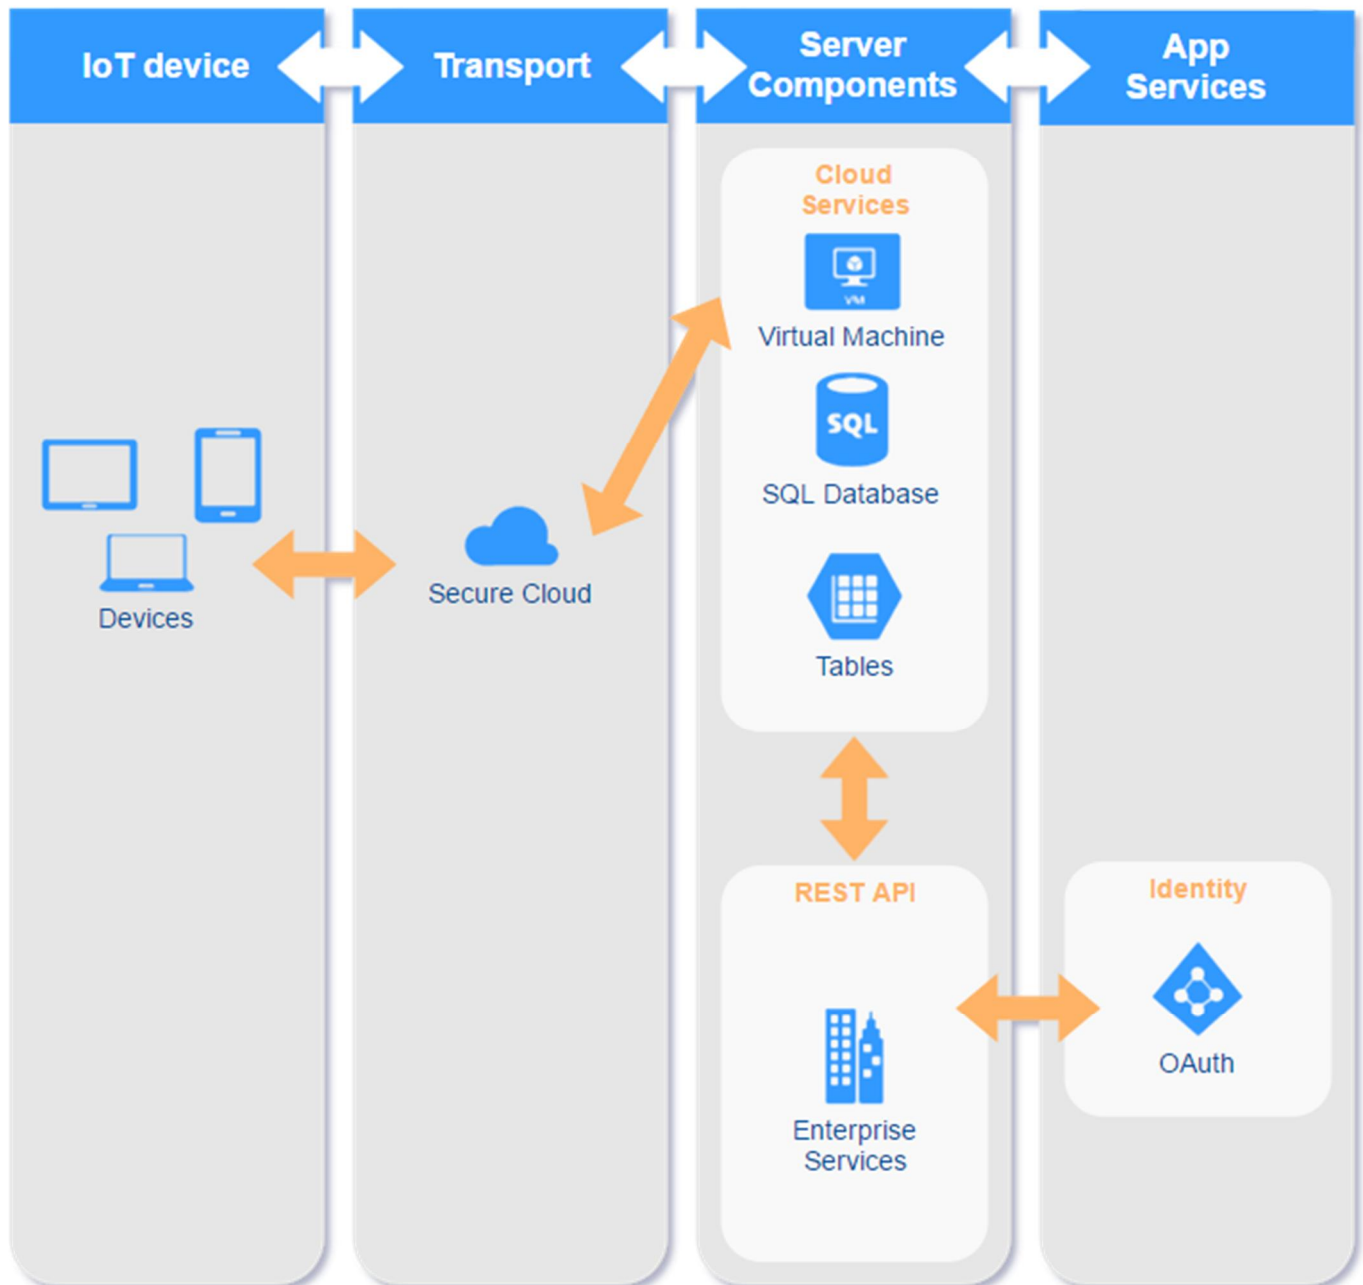 IoT device
Transport
Server
Components
App
Services
Cloud
Services
VM
Virtual Machine
SQL
SQL Database
Tables
Devices
Secure Cloud
REST API
Enterprise
Services
Identity
OAuth